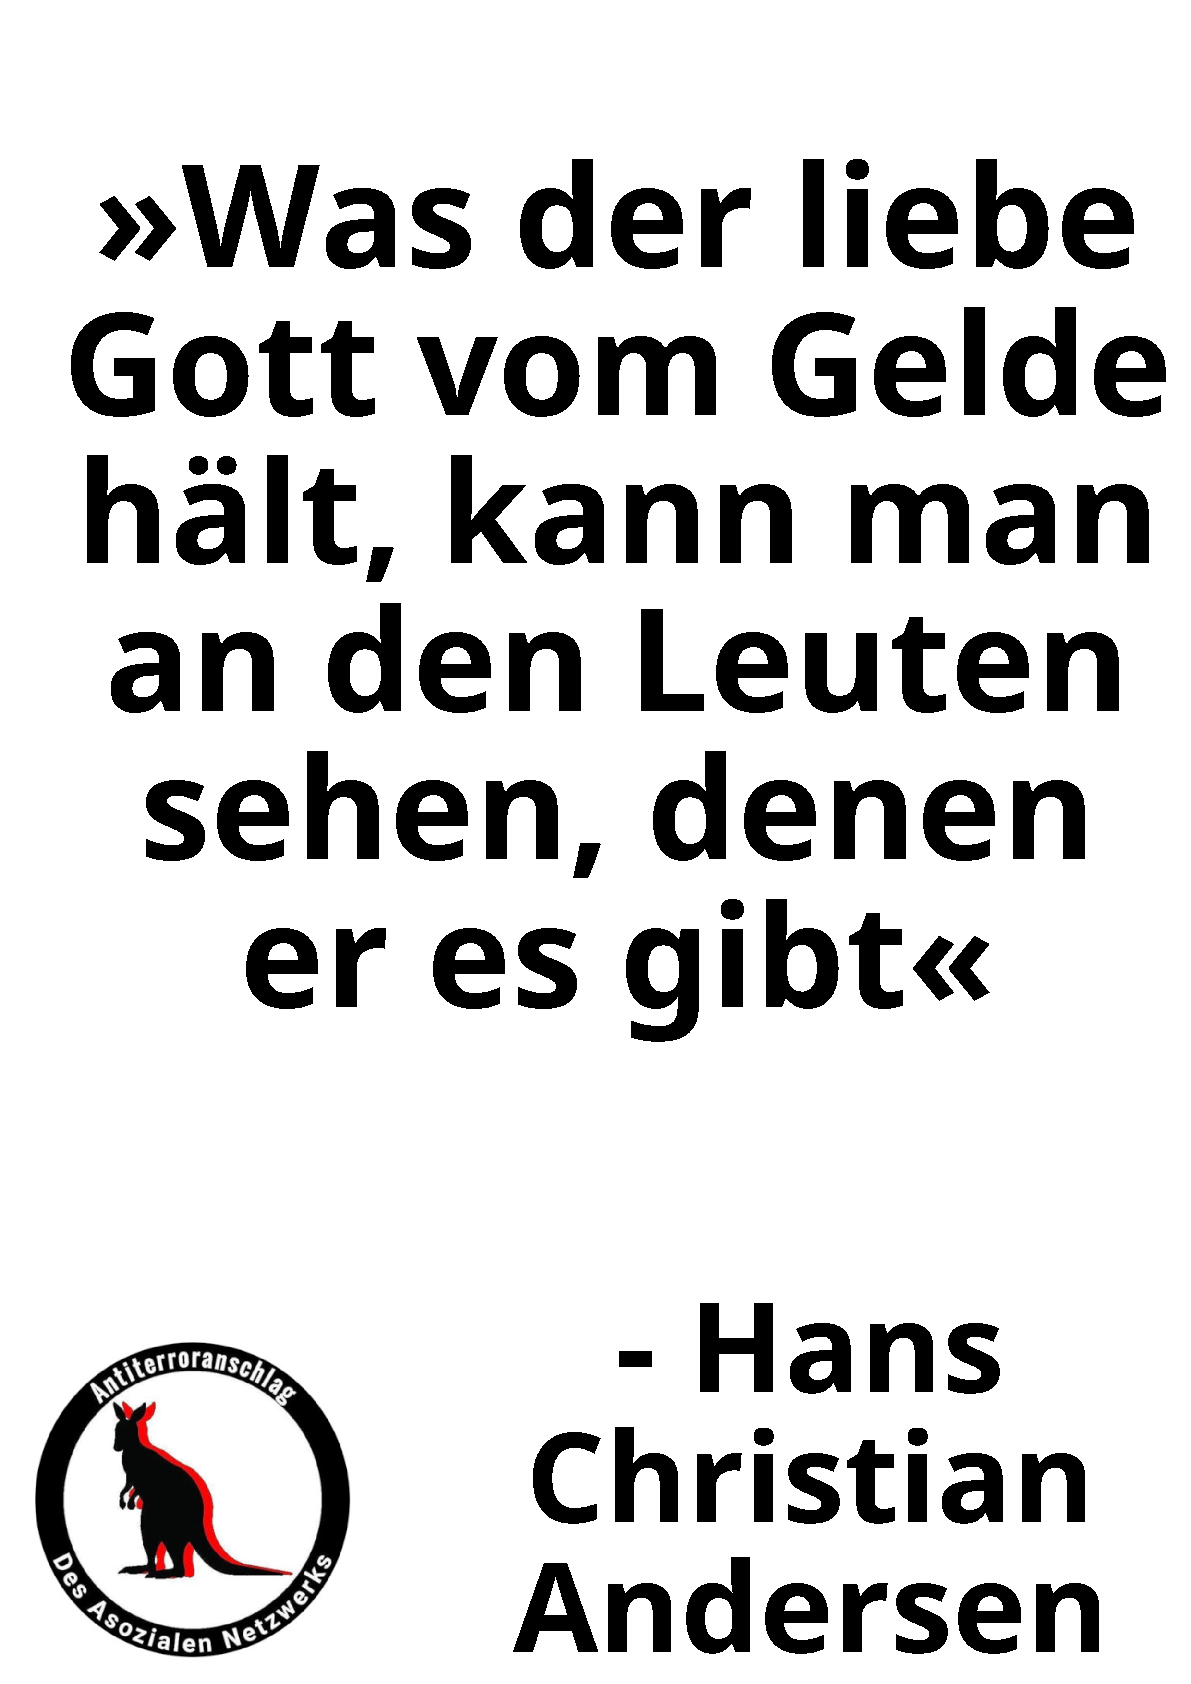 »Was der liebe
Gott vom Gelde
hält, kann man
an den Leuten
sehen, denen
er es gibt«
- Hans
Christian
Andersen
Antiterroranschlag
Des Asozialen Netzwerks